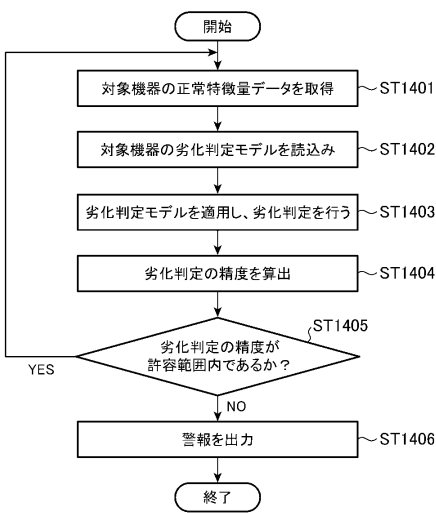 開始
対象機器の正常特徴量データを取得
ST1401
対象機器の劣化判定モデルを読込み
ST1402
劣化判定モデルを適用し、劣化判定を行う
ST1403
劣化判定の精度を算出
ST1404
ST1405
劣化判定の精度が
許容範囲内であるか？
YES
NO
警報を出力
ST1406
終了